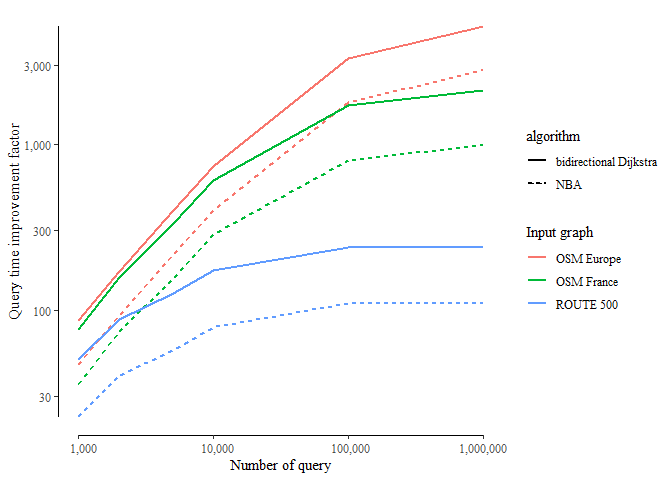 Query time improvement factor
3,000
1,000
300
100
30
1,000
10,000
100,000
1,000,000
Number of query
algorithm
bidirectional Dijkstra
NBA
Input graph
OSM Europe
OSM France
ROUTE 500